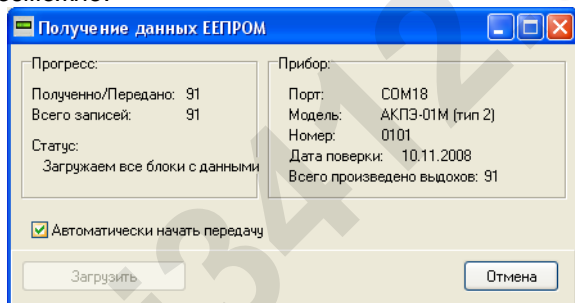 Получение данных ЕЕПРОМ
Прогресс:
Полученно/Передано: 91
Всего записей: 91
Статус:
Загружаем все блоки с данными
Прибор:
Порт: COM18
Модель: АКПЭ-01М (тип 2)
Номер: 0101
Дата поверки: 10.11.2008
Всего произведено выдохов: 91
Автоматически начать передачу
Загрузить
Отмена